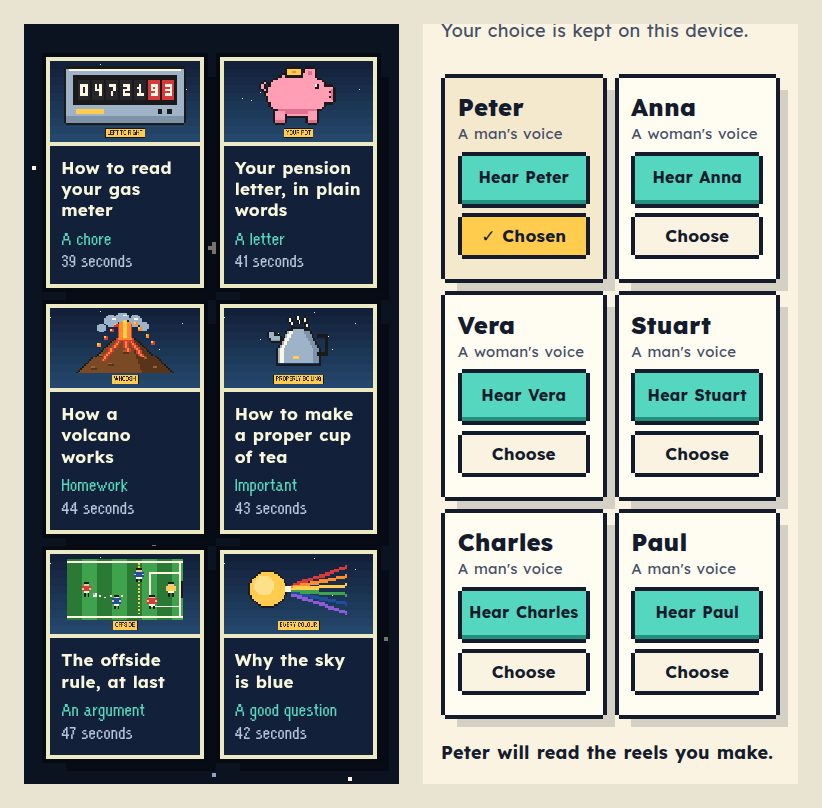 0472193
LEFT TO RIGHT
How to read
your gas
meter
A chore
39 seconds
YOUR POT
Your pension
letter, in plain
words
A letter
41 seconds
WHOOSH
How a
volcano
works
Homework
44 seconds
PROPERLY BOILING
How to make
a proper cup
of tea
Important
43 seconds
OFFSIDE
The offside
rule, at last
An argument
47 seconds
EVERY COLOUR
Why the sky
is blue
A good question
42 seconds
Your choice is kept on this device.
Peter
A man's voice
Hear Peter
✓ Chosen
Anna
A woman's voice
Hear Anna
Choose
Vera
A woman's voice
Hear Vera
Choose
Stuart
A man's voice
Hear Stuart
Choose
Charles
A man's voice
Hear Charles
Choose
Paul
A man's voice
Hear Paul
Choose
Peter will read the reels you make.